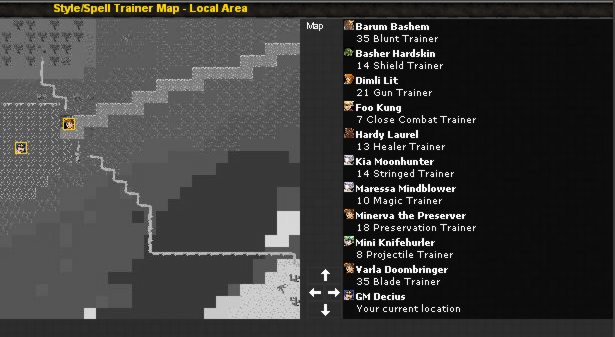 Style/Spell Trainer Map - Local Area
Map
Barum Bashem
35 Blunt Trainer
Basher Hardskin
14 Shield Trainer
Dimli Lit
21 Gun Trainer
Foo Kung
7 Close Combat Trainer
Hardy Laurel
13 Healer Trainer
Kia Moonhunter
14 Stringed Trainer
Maressa Mindblower
10 Magic Trainer
Minerva the Preserver
18 Preservation Trainer
Mini Knifehurler
8 Projectile Trainer
Varla Doombringer
35 Blade Trainer
GM Decius
Your current location